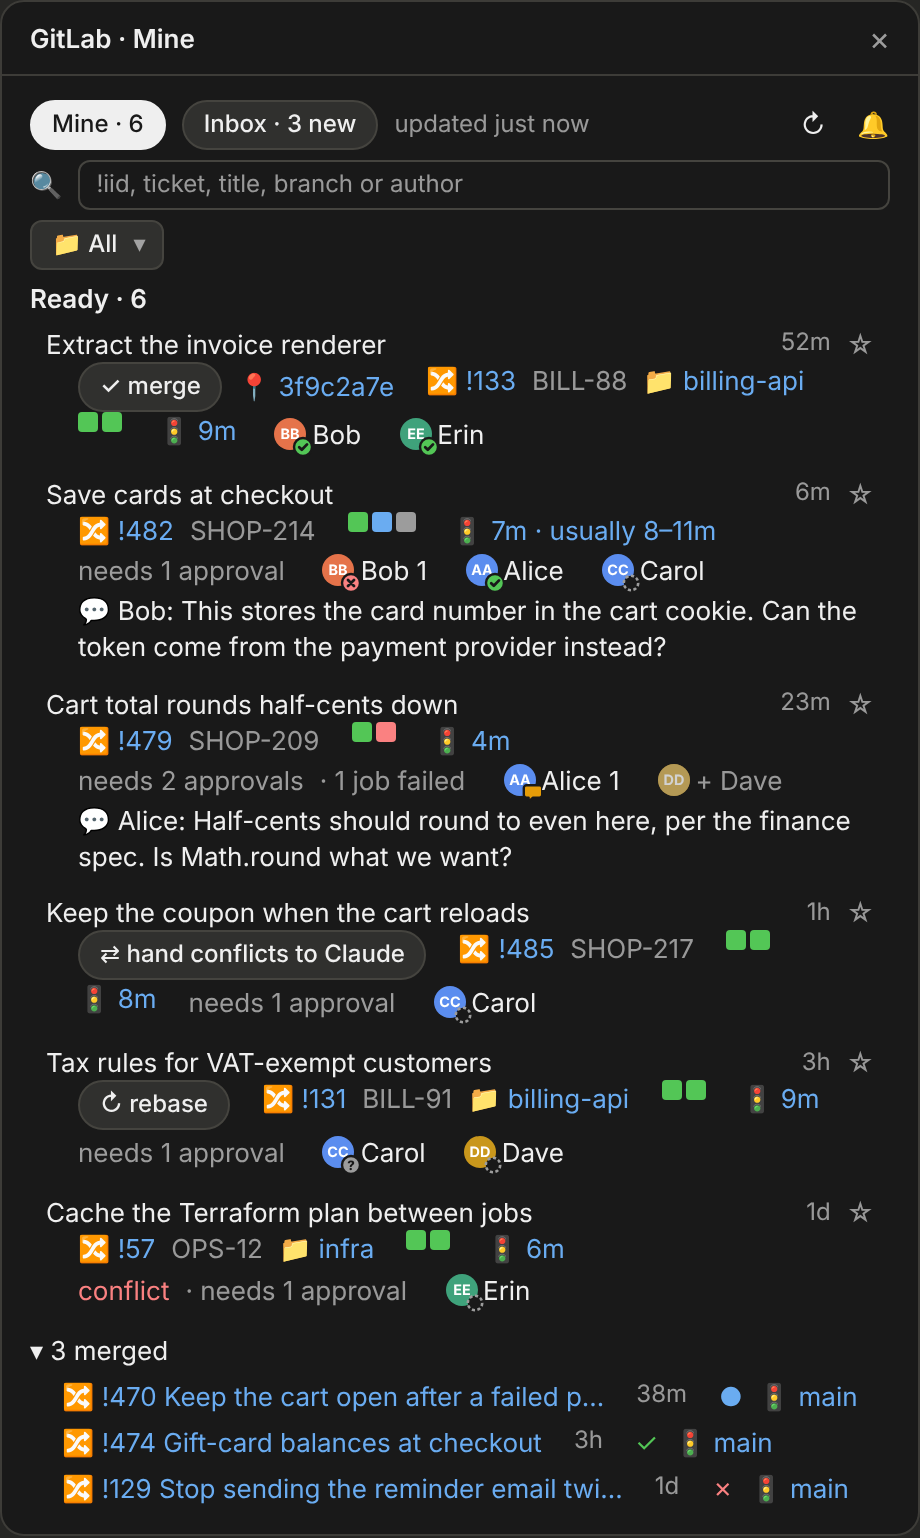 GitLab · Mine
Mine · 6 Inbox · 3 new updated just now
!iid, ticket, title, branch or author
All
Ready · 6
Extract the invoice renderer 52m
merge 3f9c2a7e !133 BILL-88 billing-api
9m BB Bob EE Erin
Save cards at checkout 6m
!482 SHOP-214 7m · usually 8–11m
needs 1 approval BB Bob 1 AA Alice CC Carol
Bob: This stores the card number in the cart cookie. Can the
token come from the payment provider instead?
Cart total rounds half-cents down 23m
!479 SHOP-209 4m
needs 2 approvals · 1 job failed AA Alice 1 DD + Dave
Alice: Half-cents should round to even here, per the finance
spec. Is Math.round what we want?
Keep the coupon when the cart reloads 1h
hand conflicts to Claude !485 SHOP-217
8m needs 1 approval CC Carol
Tax rules for VAT-exempt customers 3h
rebase !131 BILL-91 billing-api 9m
needs 1 approval CC Carol DD Dave
Cache the Terraform plan between jobs 1d
!57 OPS-12 infra 6m
conflict · needs 1 approval EE Erin
3 merged
!470 Keep the cart open after a failed p... 38m main
!474 Gift-card balances at checkout 3h main
!129 Stop sending the reminder email twi... 1d main